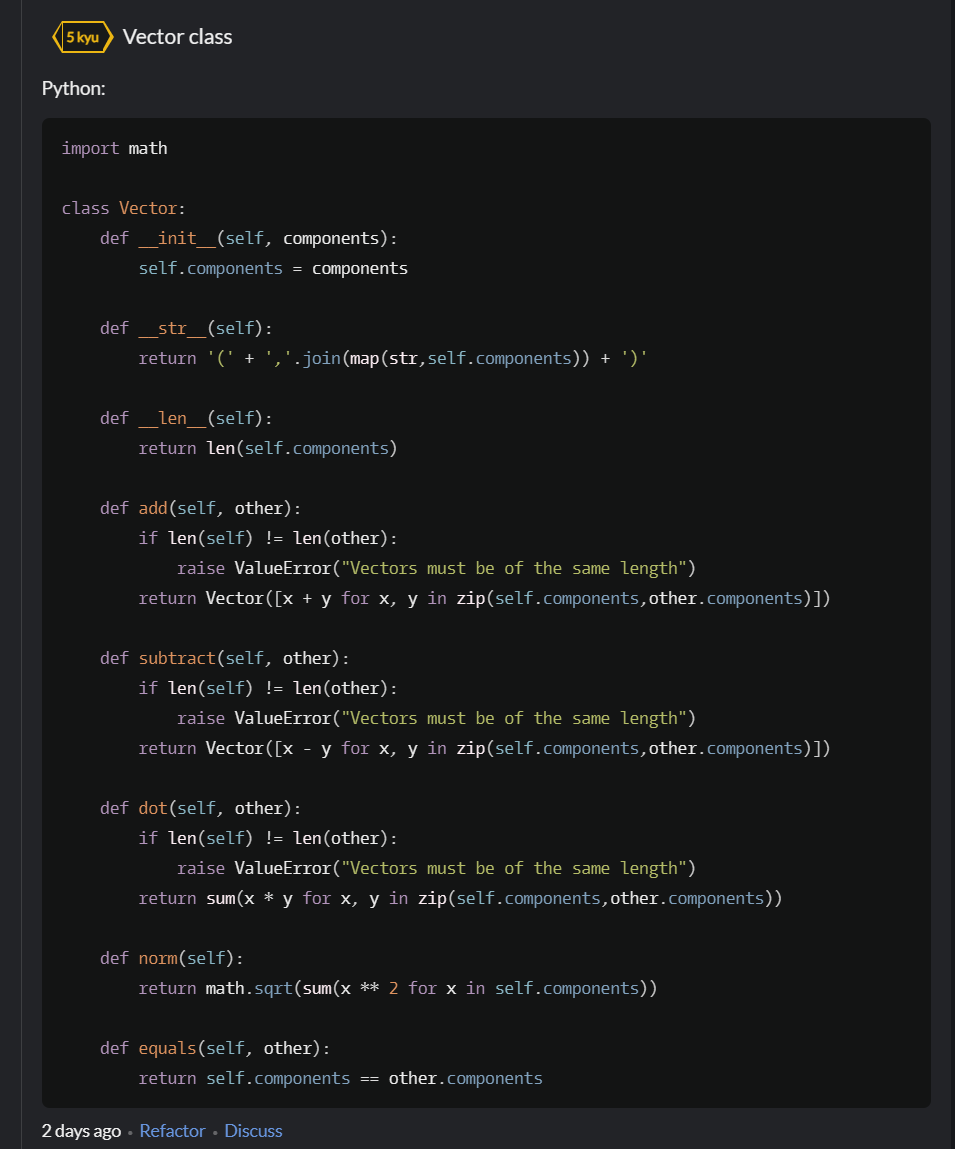 5 kyu Vector class
Python:
import math
class Vector:
    def __init__(self, components):
        self.components = components
    def __str__(self):
        return '(' + ','.join(map(str,self.components)) + ')'
    def __len__(self):
        return len(self.components)
    def add(self, other):
        if len(self) != len(other):
            raise ValueError("Vectors must be of the same length")
        return Vector([x + y for x, y in zip(self.components,other.components)])
    def subtract(self, other):
        if len(self) != len(other):
            raise ValueError("Vectors must be of the same length")
        return Vector([x - y for x, y in zip(self.components,other.components)])
    def dot(self, other):
        if len(self) != len(other):
            raise ValueError("Vectors must be of the same length")
        return sum(x * y for x, y in zip(self.components,other.components))
    def norm(self):
        return math.sqrt(sum(x ** 2 for x in self.components))
    def equals(self, other):
        return self.components == other.components
2 days ago • Refactor • Discuss